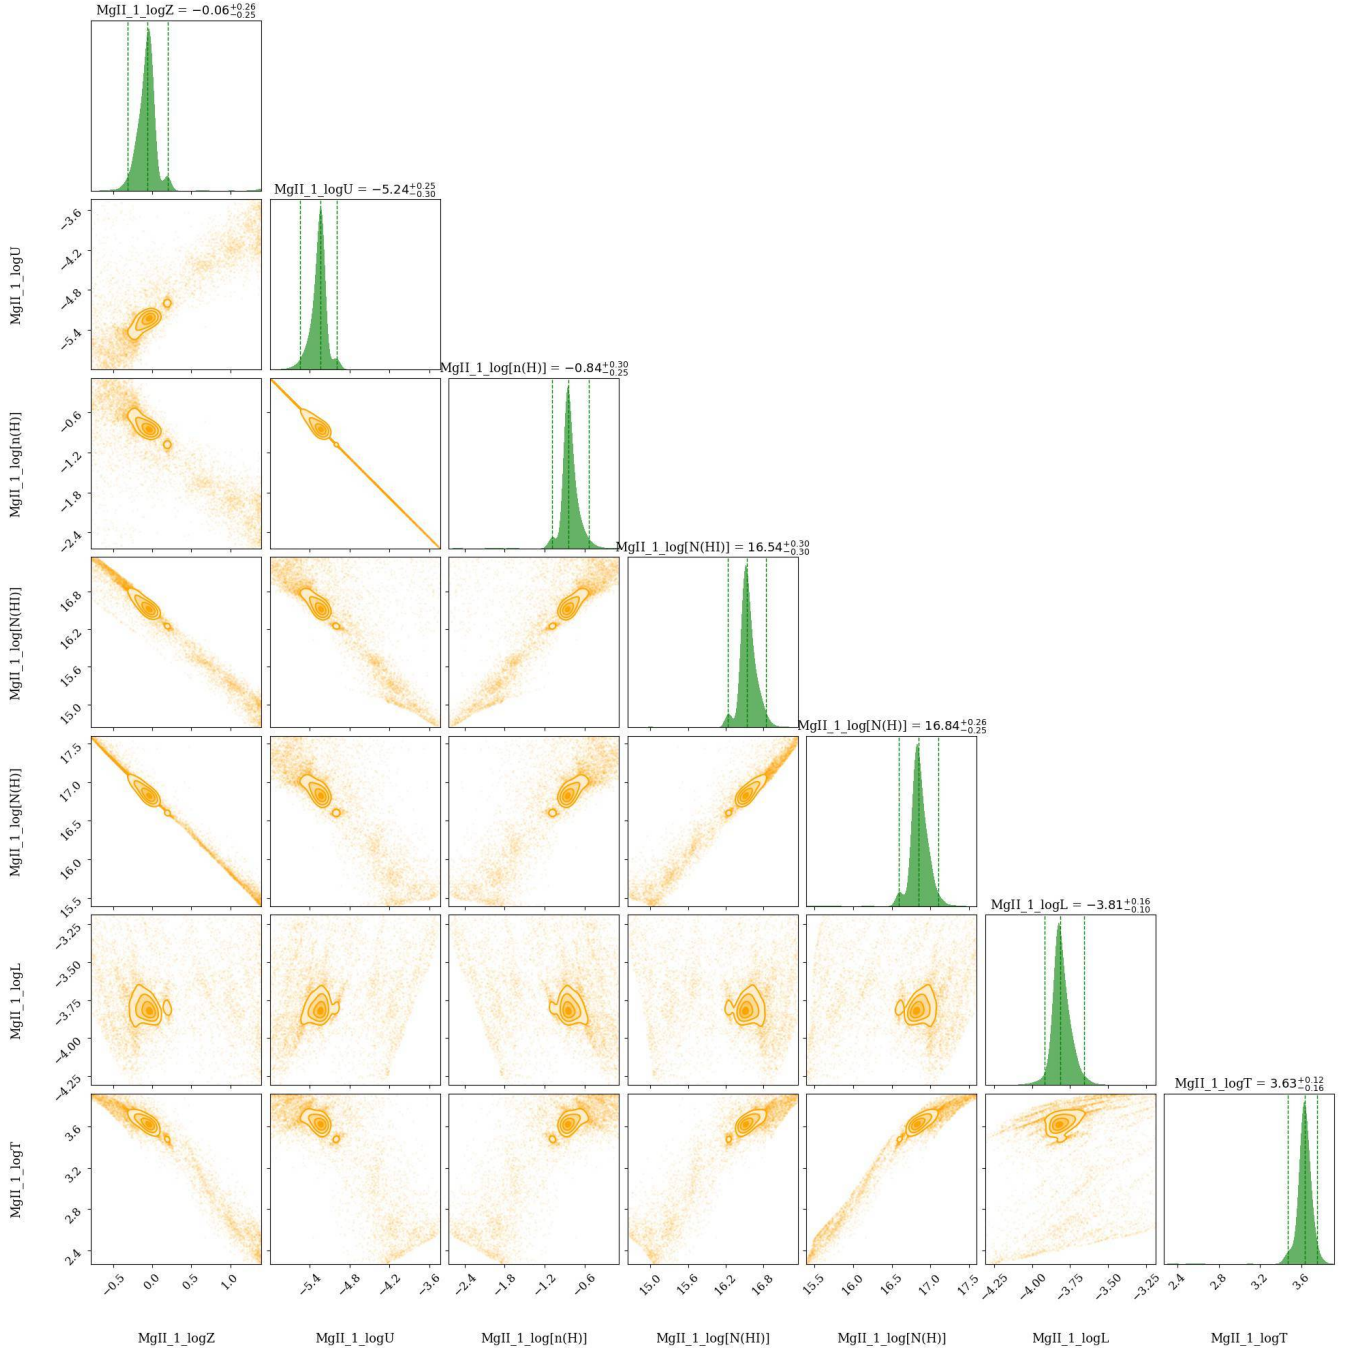 MgII_1_logZ = −0.06+0.26 −0.25
MgII_1_logU = −5.24+0.25 −0.30
MgII_1_log[n(H)] = −0.84+0.30 −0.25
MgII_1_log[N(HI)] = 16.54+0.30 −0.30
MgII_1_log[N(H)] = 16.84+0.26 −0.25
MgII_1_logL = −3.81+0.16 −0.10
MgII_1_logT = 3.63+0.12 −0.16
MgII_1_logU
−3.6
−4.2
−4.8
−5.4
MgII_1_log[n(H)]
−0.6
−1.2
−1.8
−2.4
MgII_1_log[N(HI)]
16.8
16.2
15.6
15.0
MgII_1_log[N(H)]
17.5
17.0
16.5
16.0
15.5
MgII_1_logL
−3.25
−3.50
−3.75
−4.00
−4.25
MgII_1_logT
3.6
3.2
2.8
2.4
−0.5 0.0 0.5 1.0
−5.4 −4.8 −4.2 −3.6
−2.4 −1.8 −1.2 −0.6
15.0 15.6 16.2 16.8
15.5 16.0 16.5 17.0 17.5
−4.25 −4.00 −3.75 −3.50 −3.25
2.4 2.8 3.2 3.6
MgII_1_logZ
MgII_1_logU
MgII_1_log[n(H)]
MgII_1_log[N(HI)]
MgII_1_log[N(H)]
MgII_1_logL
MgII_1_logT